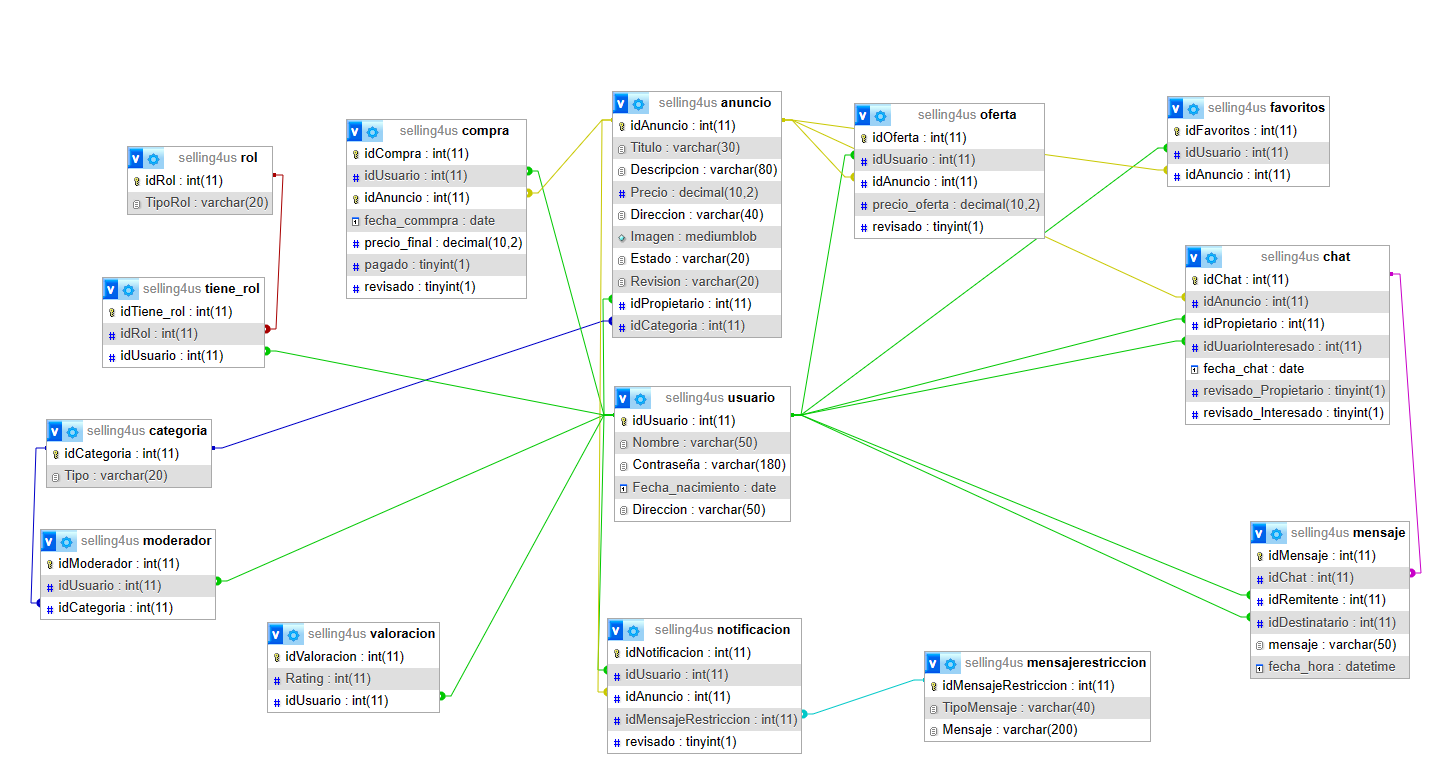 selling4us rol
idRol : int(11)
TipoRol : varchar(20)
selling4us compra
idCompra : int(11)
idUsuario : int(11)
idAnuncio : int(11)
fecha_commpra : date
precio_final : decimal(10,2)
pagado : tinyint(1)
revisado : tinyint(1)
selling4us anuncio
idAnuncio : int(11)
Titulo : varchar(30)
Descripcion : varchar(80)
Precio : decimal(10,2)
Direccion : varchar(40)
Imagen : mediumblob
Estado : varchar(20)
Revision : varchar(20)
idPropietario : int(11)
idCategoria : int(11)
selling4us oferta
idOferta : int(11)
idUsuario : int(11)
idAnuncio : int(11)
precio_oferta : decimal(10,2)
revisado : tinyint(1)
selling4us favoritos
idFavoritos : int(11)
idUsuario : int(11)
idAnuncio : int(11)
selling4us tiene_rol
idTiene_rol : int(11)
idRol : int(11)
idUsuario : int(11)
selling4us chat
idChat : int(11)
idAnuncio : int(11)
idPropietario : int(11)
idUuarioInteresado : int(11)
fecha_chat : date
revisado_Propietario : tinyint(1)
revisado_Interesado : tinyint(1)
selling4us usuario
idUsuario : int(11)
Nombre : varchar(50)
Contraseña : varchar(180)
Fecha_nacimiento : date
Direccion : varchar(50)
selling4us categoria
idCategoria : int(11)
Tipo : varchar(20)
selling4us moderador
idModerador : int(11)
idUsuario : int(11)
idCategoria : int(11)
selling4us valoracion
idValoracion : int(11)
Rating : int(11)
idUsuario : int(11)
selling4us notificacion
idNotificacion : int(11)
idUsuario : int(11)
idAnuncio : int(11)
idMensajeRestriccion : int(11)
revisado : tinyint(1)
selling4us mensajerestriccion
idMensajeRestriccion : int(11)
TipoMensaje : varchar(40)
Mensaje : varchar(200)
selling4us mensaje
idMensaje : int(11)
idChat : int(11)
idRemitente : int(11)
idDestinatario : int(11)
mensaje : varchar(50)
fecha_hora : datetime